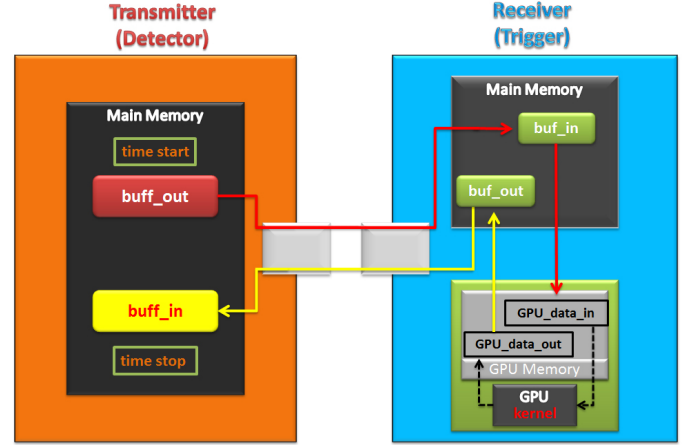 Transmitter
(Detector)
Main Memory
time start
buff_out
buff_in
time stop
Receiver
(Trigger)
Main Memory
buf_in
buf_out
GPU_data_in
GPU_data_out
GPU Memory
GPU
kernel